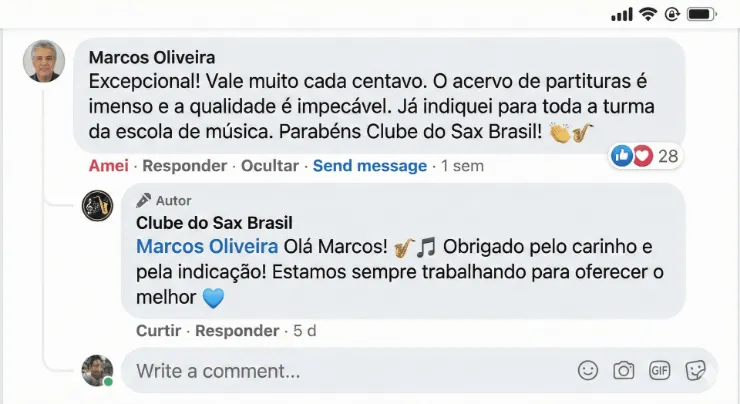 Marcos Oliveira
Excepcional! Vale muito cada centavo. O acervo de partituras é
imenso e a qualidade é impecável. Já indiquei para toda a turma
da escola de música. Parabéns Clube do Sax Brasil! 👏🎷
28
Amei · Responder · Ocultar · Send message · 1 sem
Autor
Clube do Sax Brasil
Marcos Oliveira Olá Marcos! 🎷🎵 Obrigado pelo carinho e
pela indicação! Estamos sempre trabalhando para oferecer o
melhor 💙
Curtir · Responder · 5 d
Write a comment...
GIF